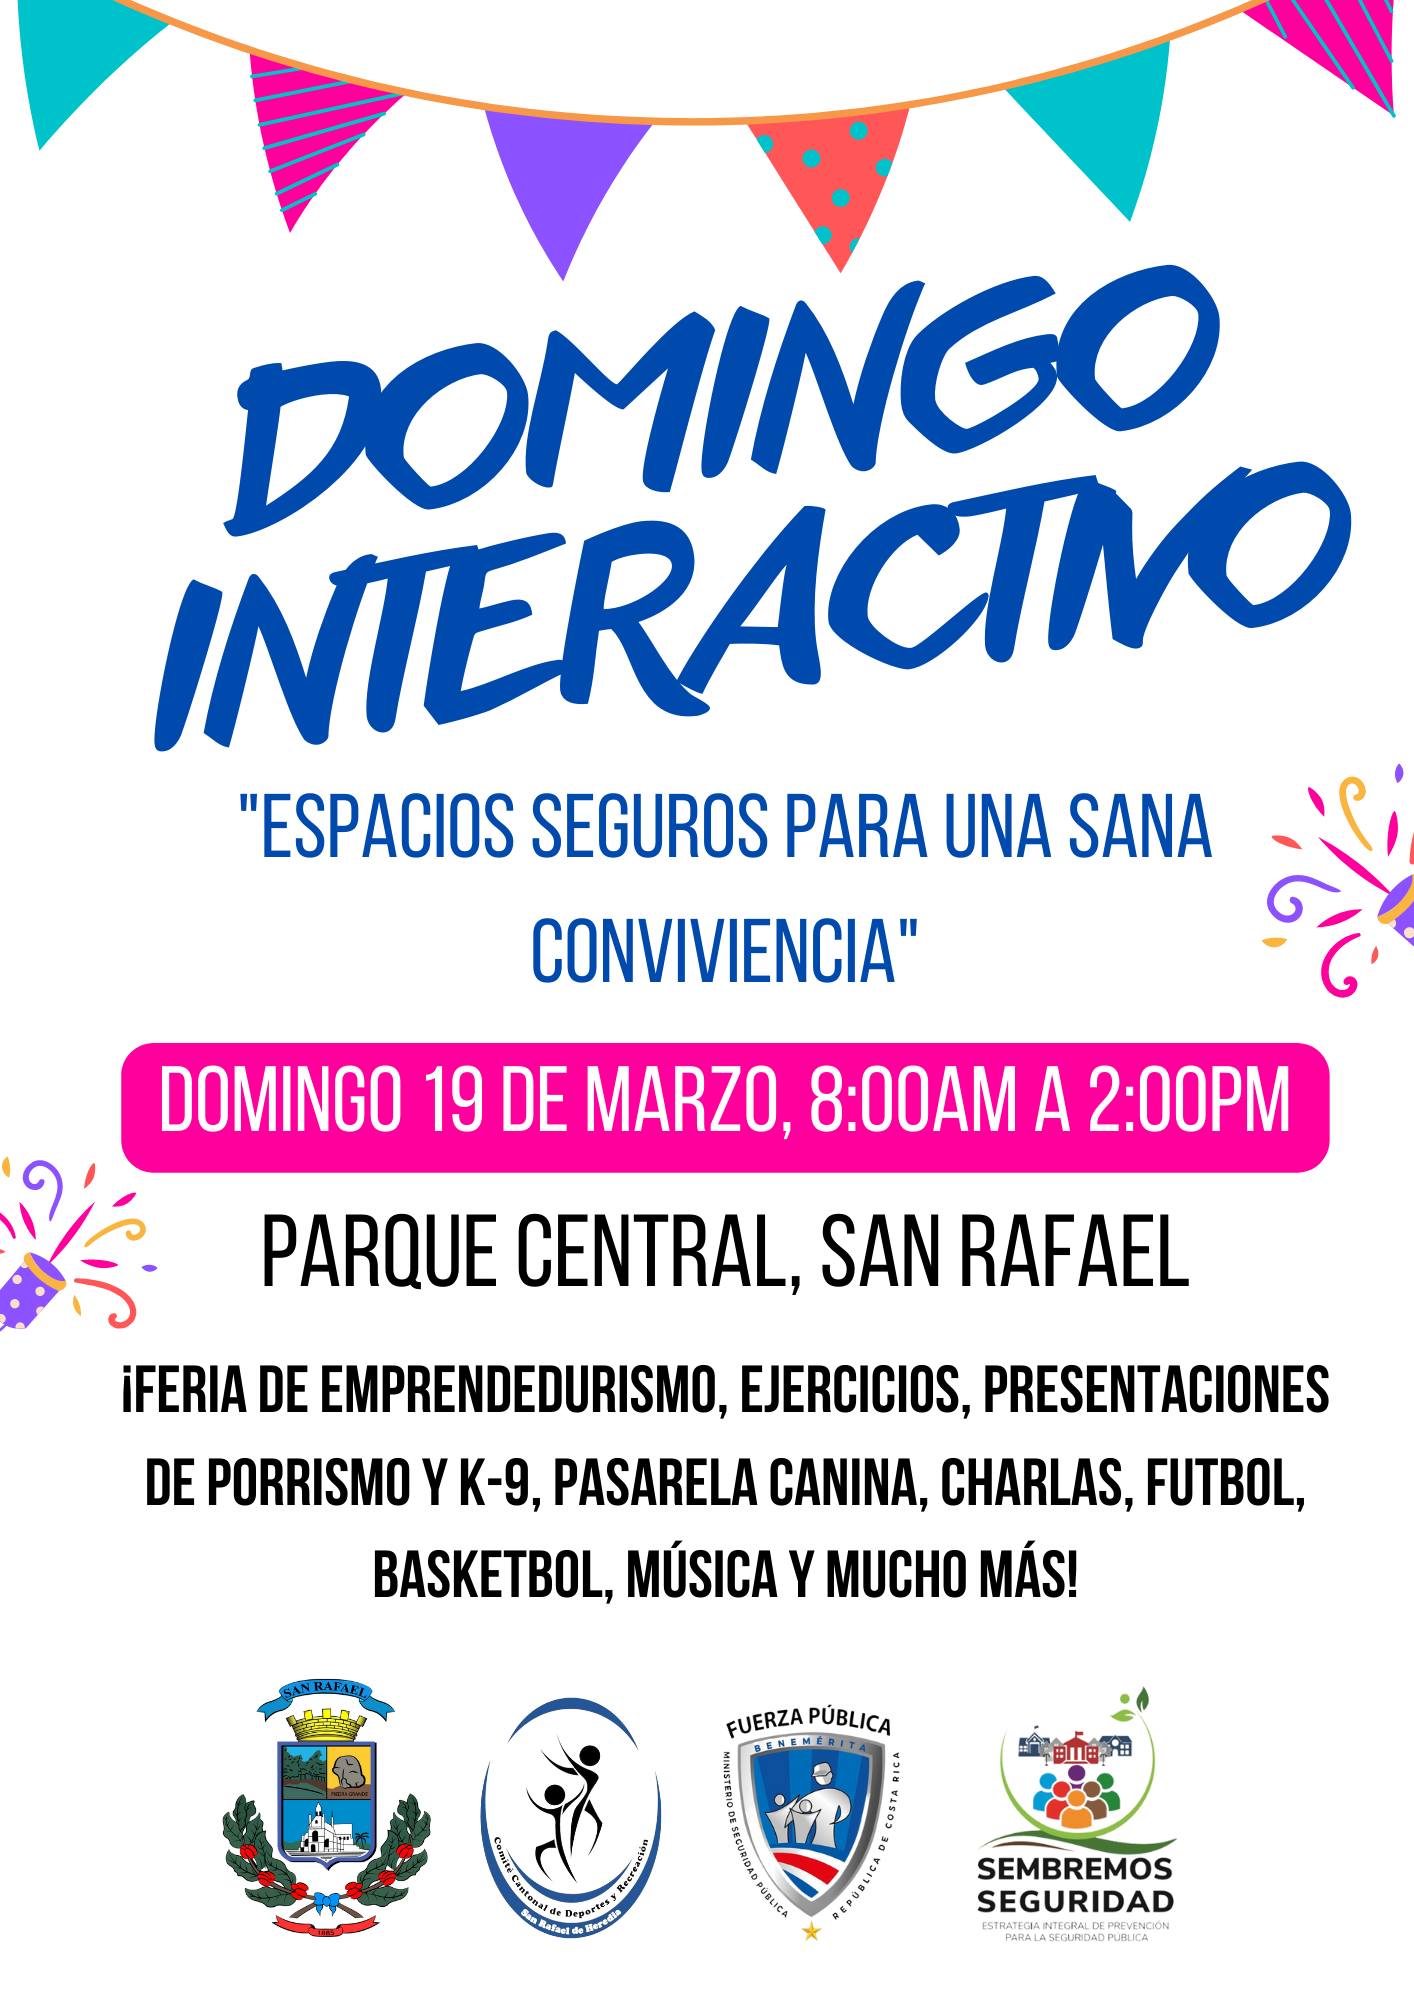 DOMINGO
INTERACTIVO
"ESPACIOS SEGUROS PARA UNA SANA
CONVIVIENCIA"
DOMINGO 19 DE MARZO, 8:00AM A 2:00PM
PARQUE CENTRAL, SAN RAFAEL
¡FERIA DE EMPRENDEDURISMO, EJERCICIOS, PRESENTACIONES
DE PORRISMO Y K-9, PASARELA CANINA, CHARLAS, FUTBOL,
BASKETBOL, MÚSICA Y MUCHO MÁS!
SAN RAFAEL
PIEDRA GRANDE
1885
Comité Cantonal de Deportes y Recreación
San Rafael de Heredia
FUERZA PÚBLICA
BENEMÉRITA
MINISTERIO DE SEGURIDAD PÚBLICA
REPÚBLICA DE COSTA RICA
SEMBREMOS
SEGURIDAD
ESTRATEGIA INTEGRAL DE PREVENCIÓN
PARA LA SEGURIDAD PÚBLICA